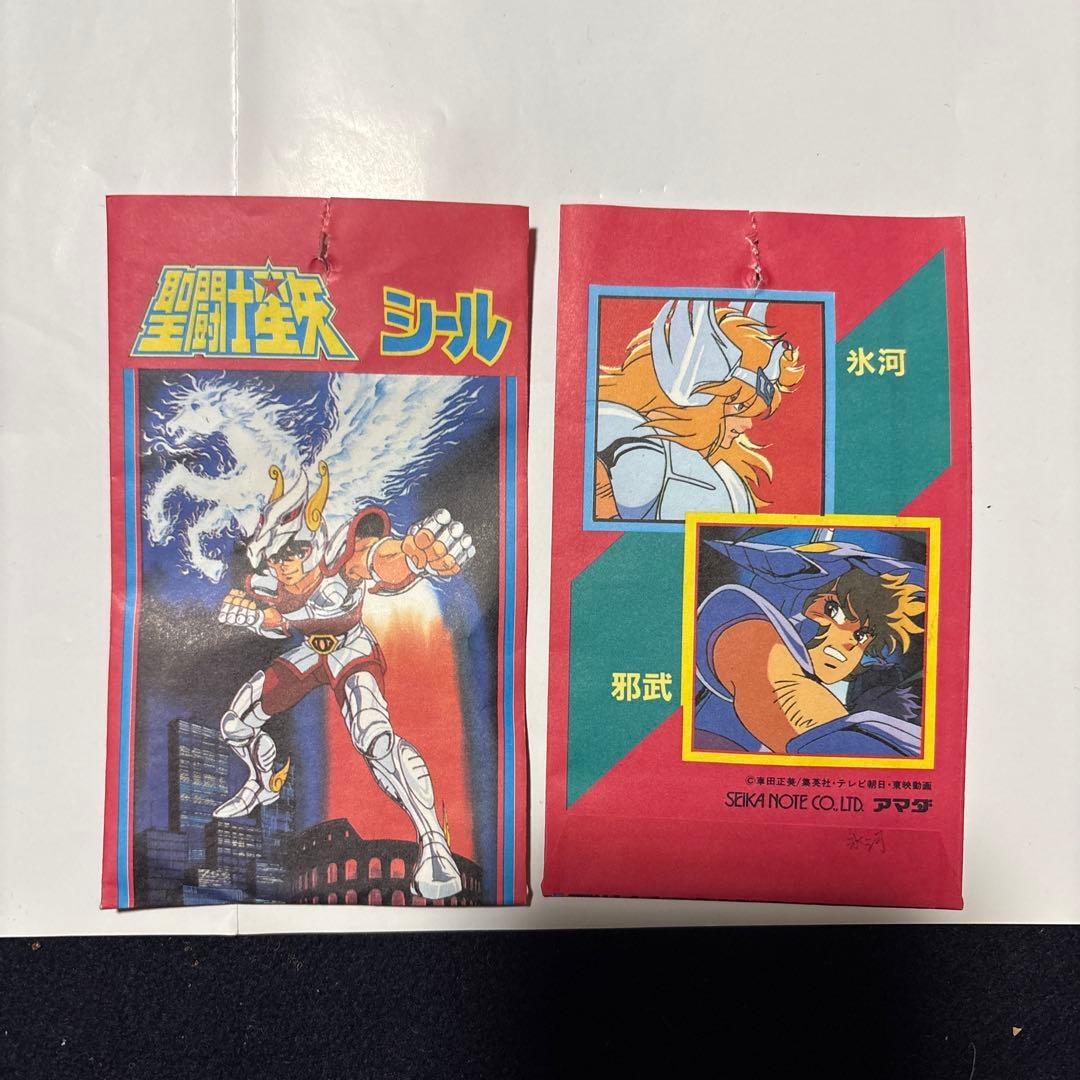 聖闘士星矢 シール
氷河
邪武
©車田正美/集英社・テレビ朝日・東映動画
SEIKA NOTE CO., LTD. アマダ
氷河